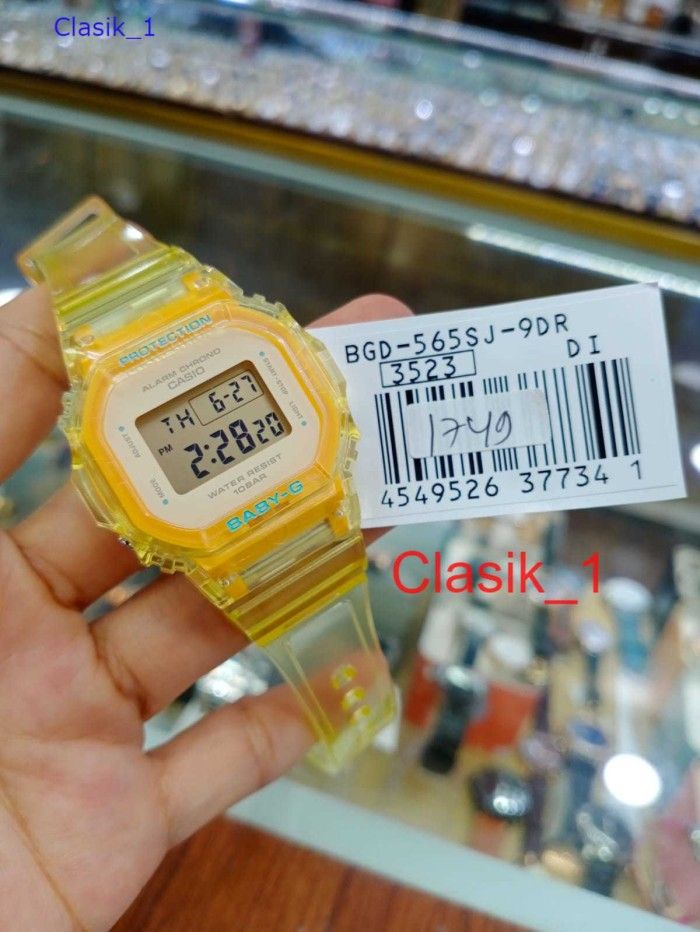 Clasik_1
PROTECTION
ALARM CHRONO
CASIO
START·STOP
LIGHT
ADJUST
MODE
TH 6-27
PM 2:28 20
WATER RESIST
10BAR
BABY-G
BGD-565SJ-9DR
3523 DI
1749
4549526 37734 1
Clasik_1